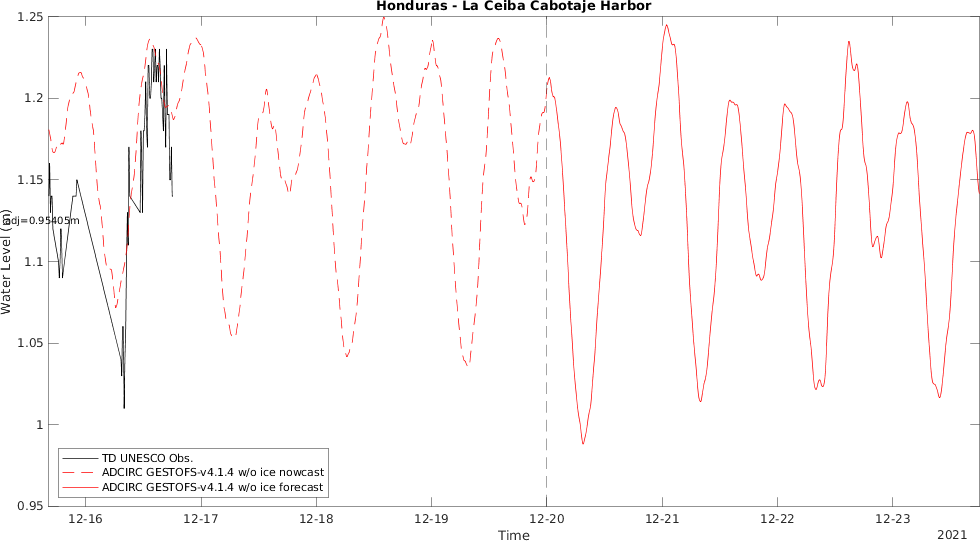 Honduras - La Ceiba Cabotaje Harbor
1.25
1.2
1.15
1.1
1.05
1
0.95
Water Level (m)
adj=0.95405m
TD UNESCO Obs.
ADCIRC GESTOFS-v4.1.4 w/o ice nowcast
ADCIRC GESTOFS-v4.1.4 w/o ice forecast
12-16 12-17 12-18 12-19 12-20 12-21 12-22 12-23
Time
2021